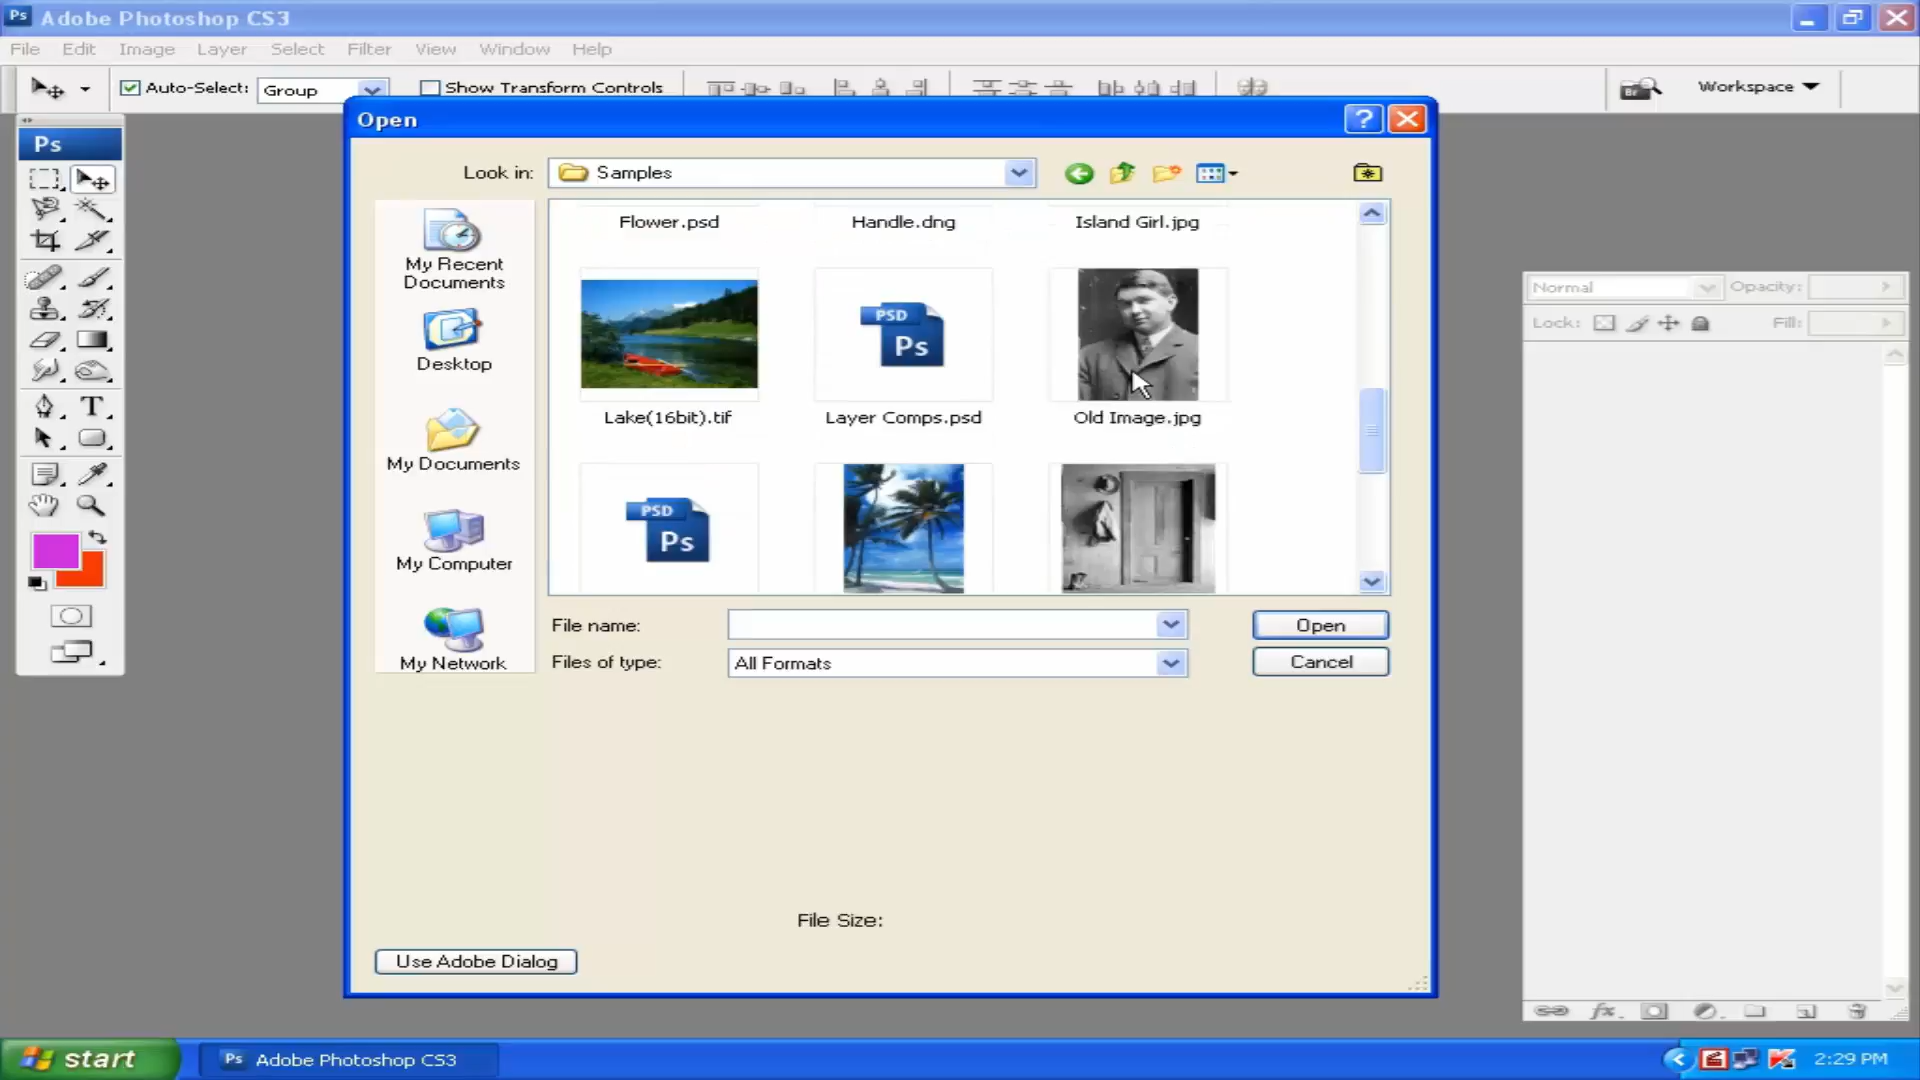 Ps Adobe Photoshop CS3
File Edit Image Layer Select Filter View Window Help
Auto-Select: Group Show Transform Controls
Br Workspace
Ps
T
Open
Look in: Samples
My Recent
Documents
Desktop
My Documents
My Computer
My Network
Flower.psd Handle.dng Island Girl.jpg
PSD
Ps
Lake(16bit).tif Layer Comps.psd Old Image.jpg
PSD
Ps
File name: Open
Files of type: All Formats Cancel
File Size:
Use Adobe Dialog
Normal Opacity:
Lock: Fill:
fx
start Ps Adobe Photoshop CS3 2:29 PM